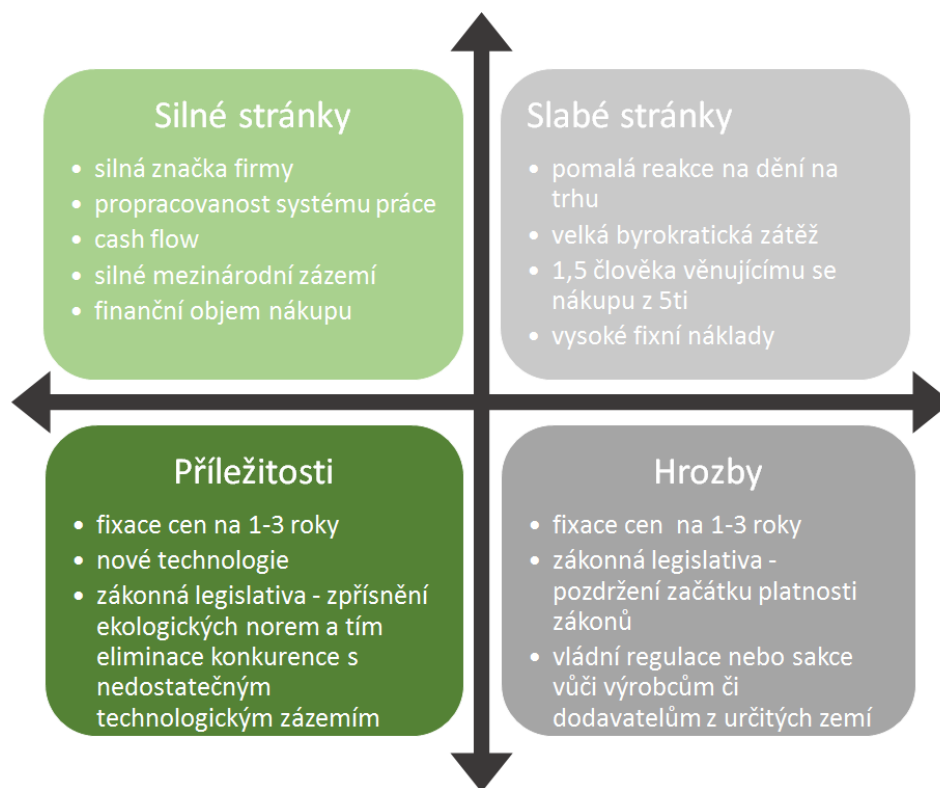 Silné stránky
• silná značka firmy
• propracovanost systému práce
• cash flow
• silné mezinárodní zázemí
• finanční objem nákupu
Slabé stránky
• pomalá reakce na dění na
trhu
• velká byrokratická zátěž
• 1,5 člověka věnujícímu se
nákupu z 5ti
• vysoké fixní náklady
Příležitosti
• fixace cen na 1-3 roky
• nové technologie
• zákonná legislativa - zpřísnění
ekologických norem a tím
eliminace konkurence s
nedostatečným
technologickým zázemím
Hrozby
• fixace cen na 1-3 roky
• zákonná legislativa -
pozdržení začátku platnosti
zákonů
• vládní regulace nebo sakce
vůči výrobcům či
dodavatelům z určitých zemí